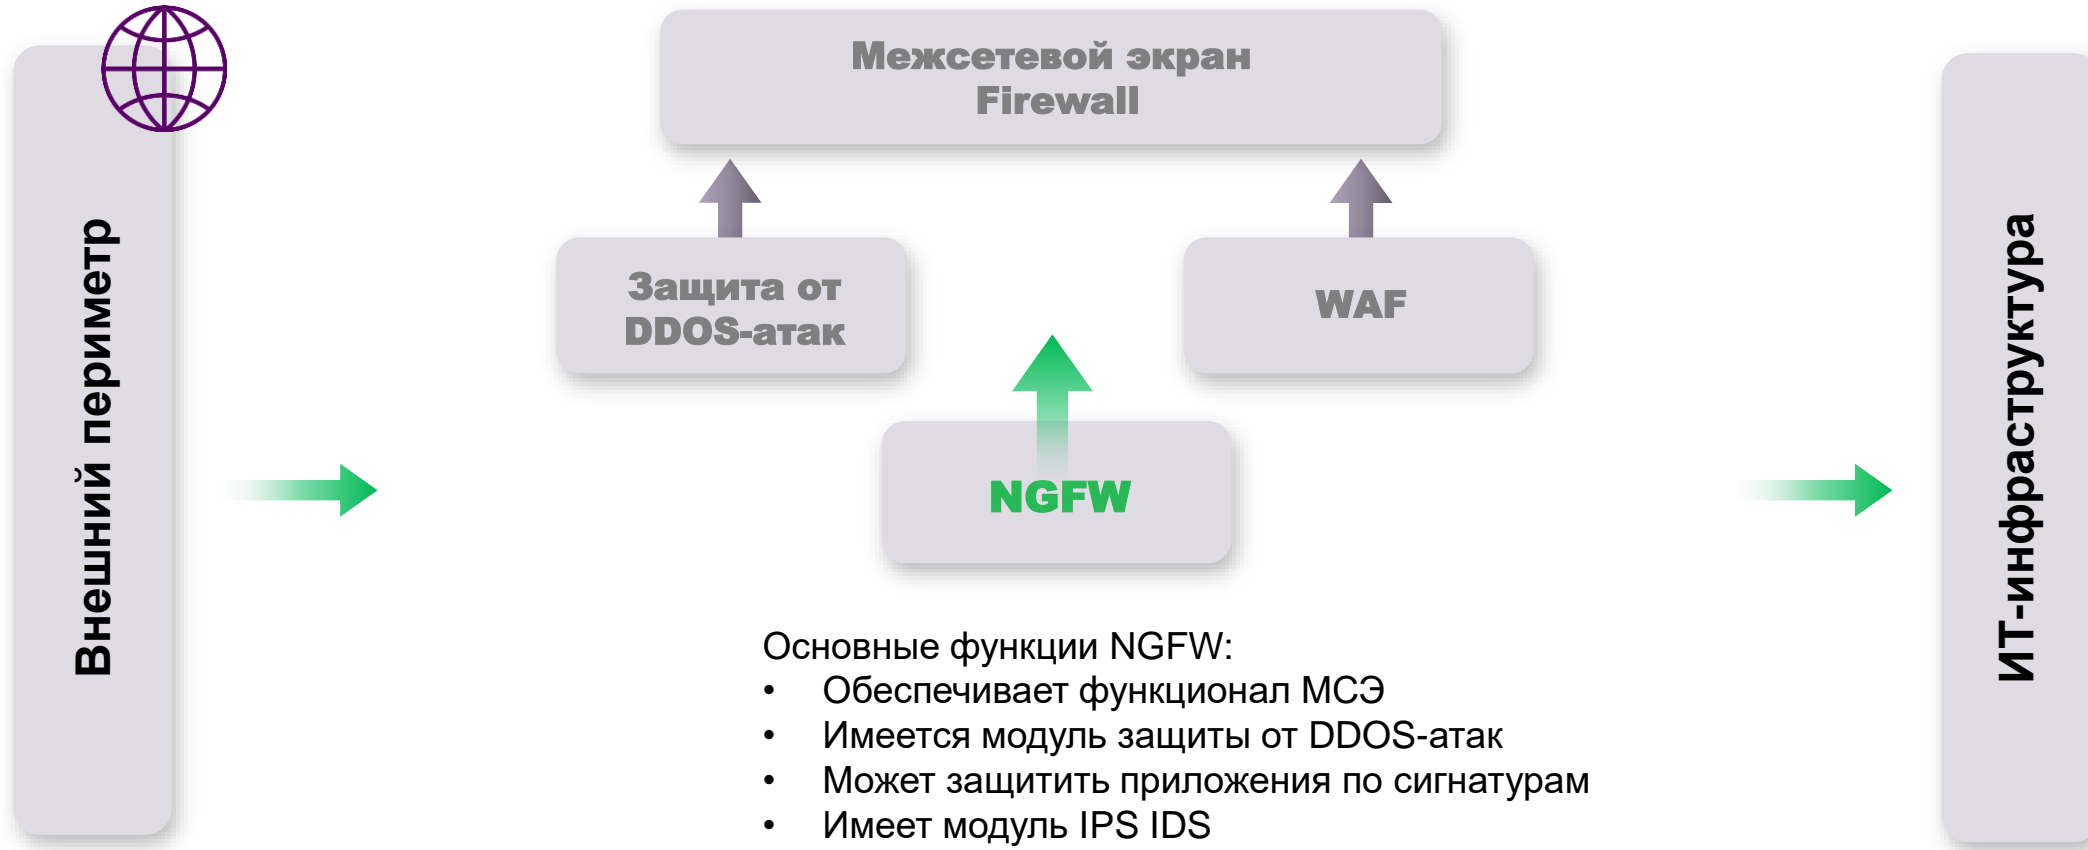 Внешний периметр
Межсетевой экран
Firewall
Защита от
DDOS-атак
WAF
NGFW
Основные функции NGFW:
• Обеспечивает функционал МСЭ
• Имеется модуль защиты от DDOS-атак
• Может защитить приложения по сигнатурам
• Имеет модуль IPS IDS
ИТ-инфраструктура